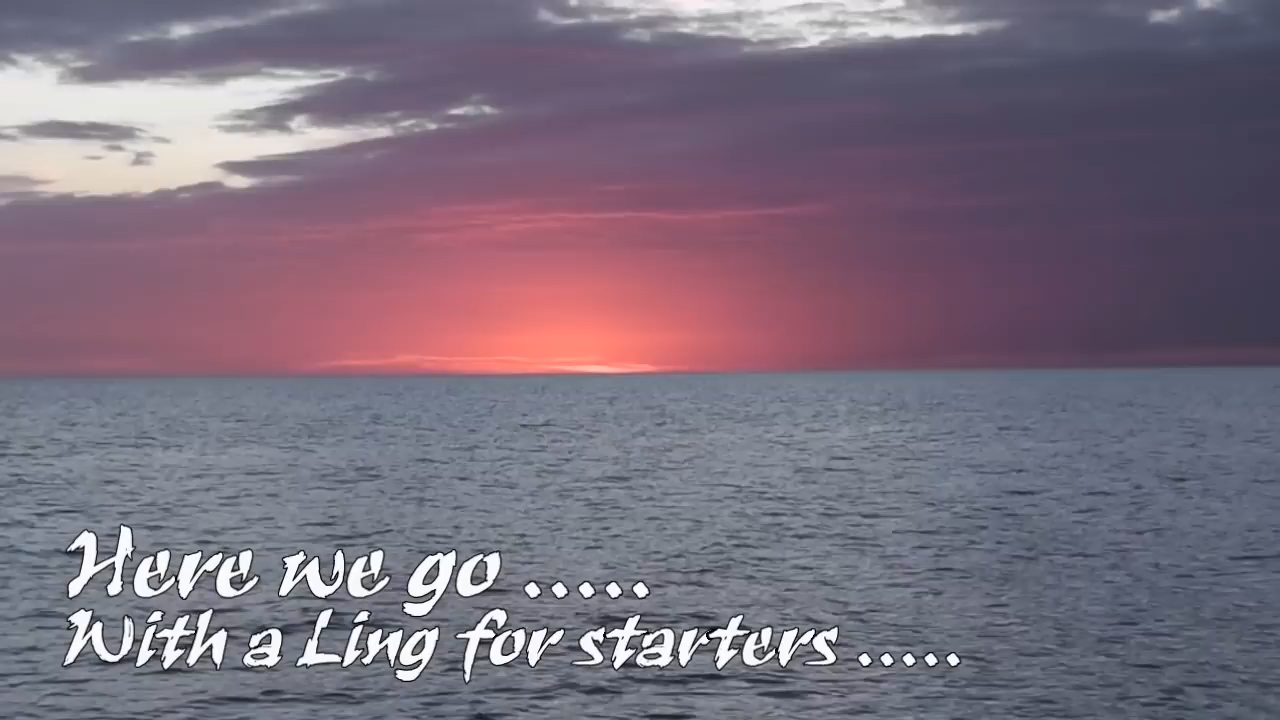 Here we go .....
With a Ling for starters .....